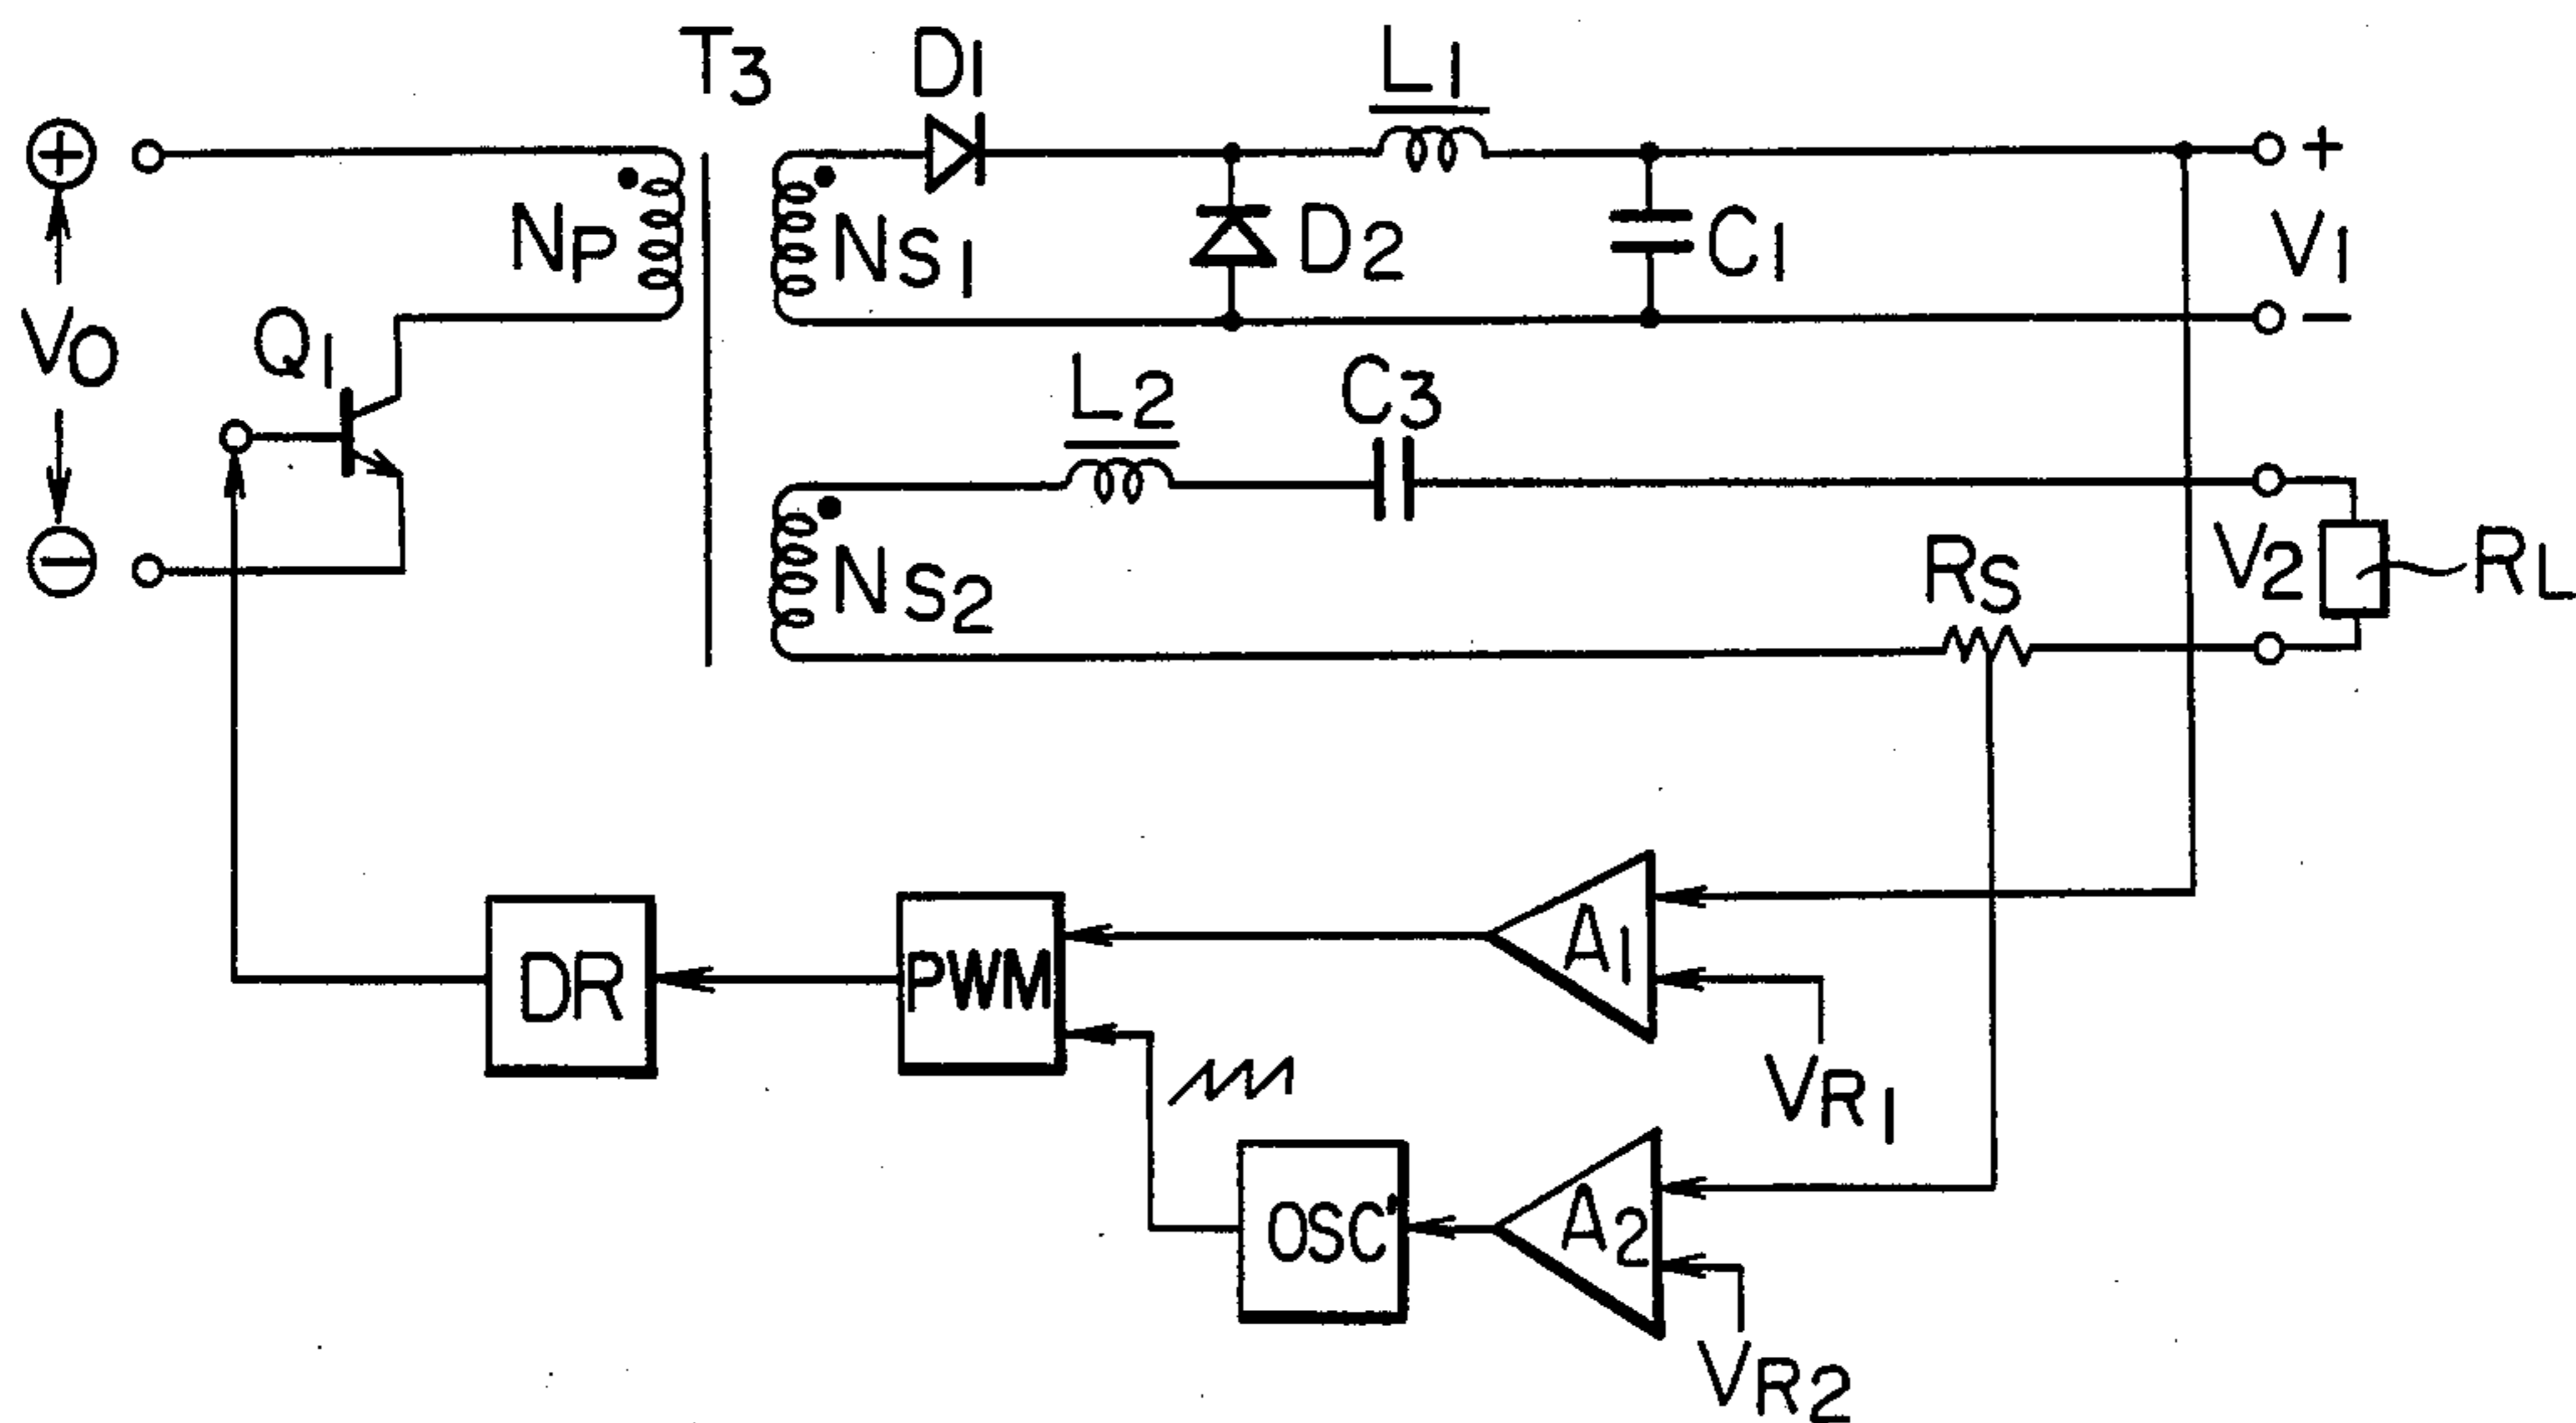 T3
D1
L1
+
+
NP
NS1
D2
C1
V1
VO
Q1
−
L2
C3
−
NS2
RS
V2
RL
DR
PWM
A1
VR1
OSC'
A2
VR2